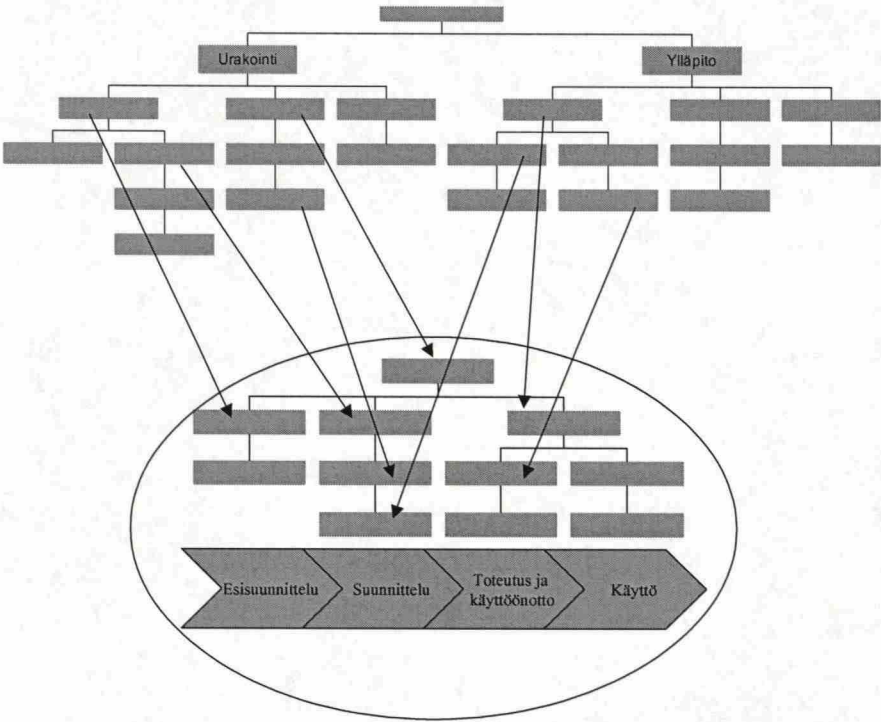 Urakointi
Ylläpito
Esisuunnittelu
Suunnittelu
Toteutus ja
käyttöönotto
Käyttö